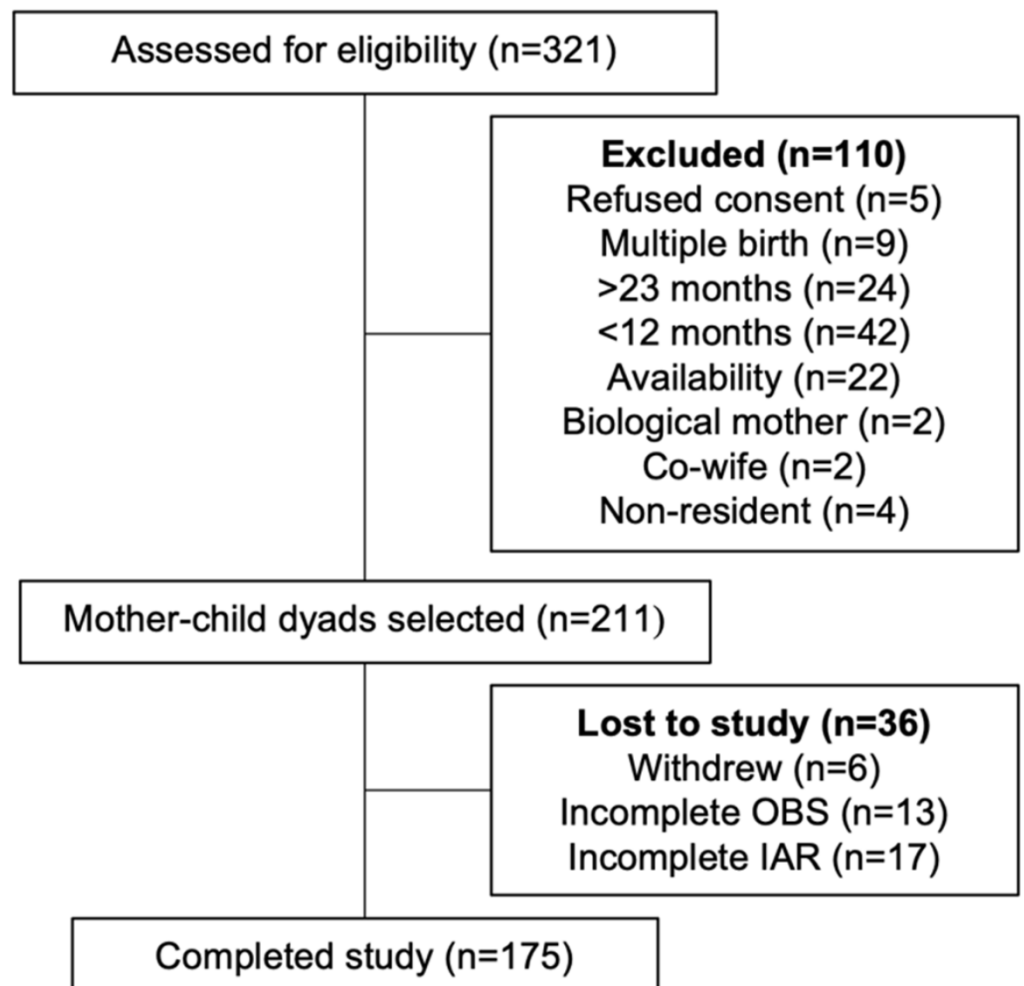 Assessed for eligibility (n=321)
Excluded (n=110)
Refused consent (n=5)
Multiple birth (n=9)
>23 months (n=24)
<12 months (n=42)
Availability (n=22)
Biological mother (n=2)
Co-wife (n=2)
Non-resident (n=4)
Mother-child dyads selected (n=211)
Lost to study (n=36)
Withdrew (n=6)
Incomplete OBS (n=13)
Incomplete IAR (n=17)
Completed study (n=175)